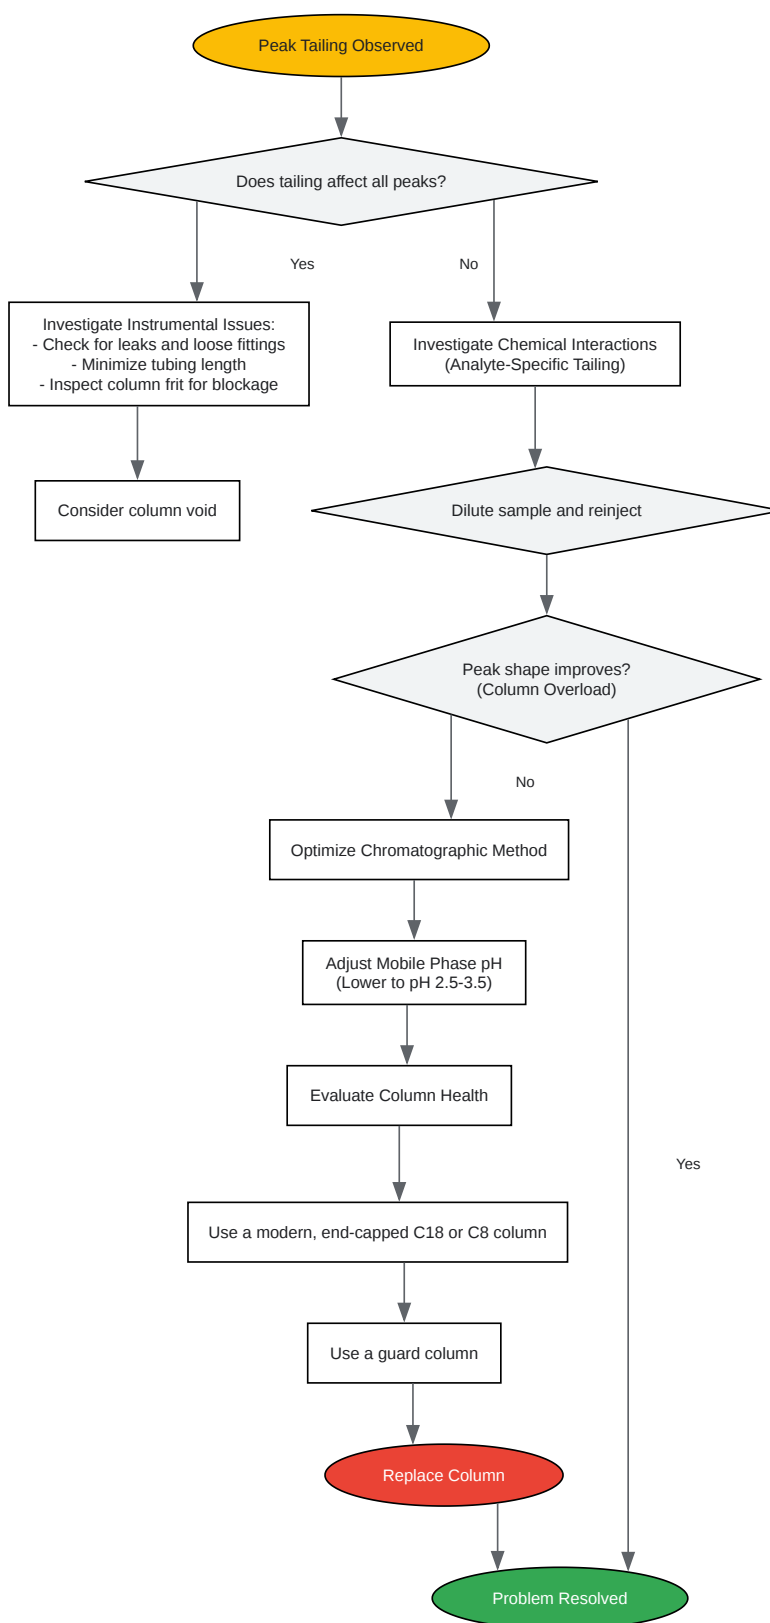 Peak Tailing Observed
Does tailing affect all peaks?
Yes
No
Investigate Instrumental Issues:
- Check for leaks and loose fittings
- Minimize tubing length
- Inspect column frit for blockage
Investigate Chemical Interactions
(Analyte-Specific Tailing)
Consider column void
Dilute sample and reinject
Peak shape improves?
(Column Overload)
No
Optimize Chromatographic Method
Adjust Mobile Phase pH
(Lower to pH 2.5-3.5)
Evaluate Column Health
Yes
Use a modern, end-capped C18 or C8 column
Use a guard column
Replace Column
Problem Resolved